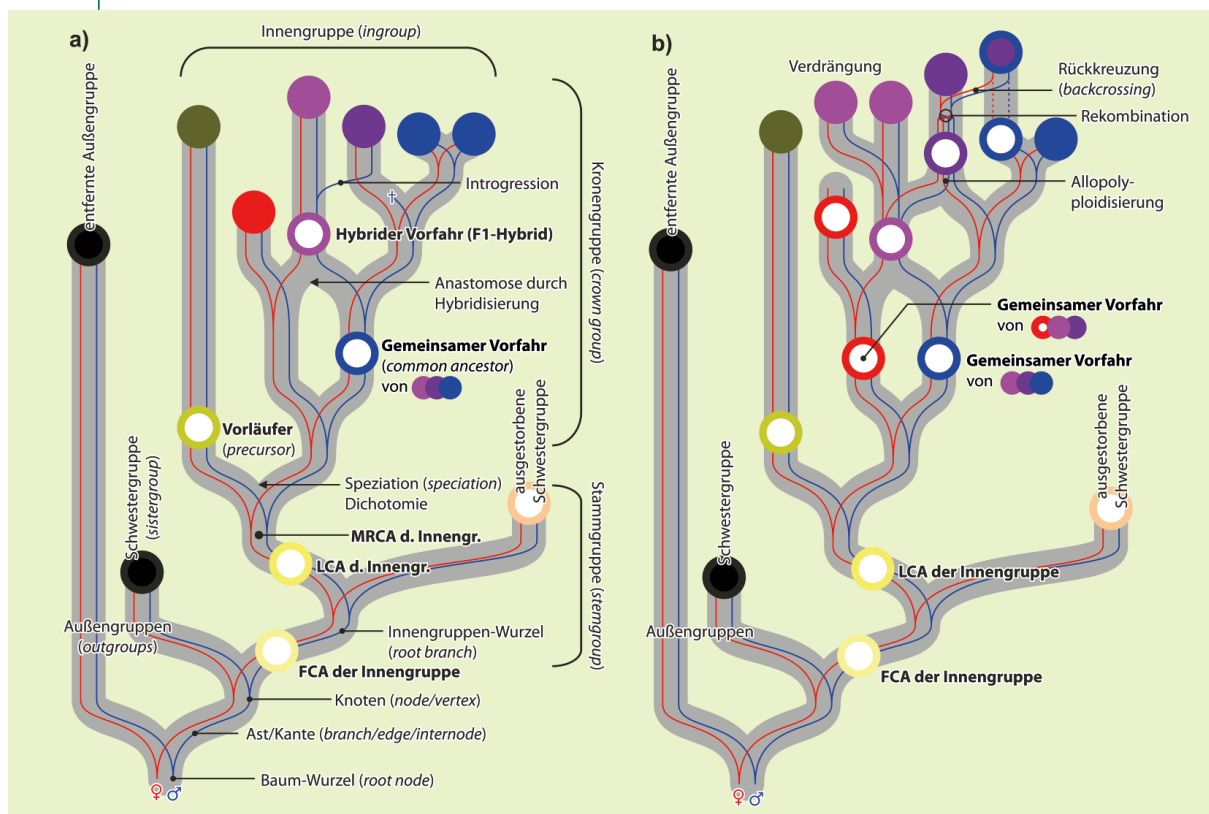 a)
Innengruppe (ingroup)
entfernte Außengruppe
Introgression
†
Hybrider Vorfahr (F1-Hybrid)
Anastomose durch
Hybridisierung
Kronengruppe (crown group)
Gemeinsamer Vorfahr
(common ancestor)
von
Vorläufer
(precursor)
Speziation (speciation)
Dichotomie
ausgestorbene
Schwestergruppe
Stammgruppe (stemgroup)
MRCA d. Innengr.
LCA d. Innengr.
Schwestergruppe
(sistergroup)
Außengruppen
(outgroups)
Innengruppen-Wurzel
(root branch)
FCA der Innengruppe
Knoten (node/vertex)
Ast/Kante (branch/edge/internode)
Baum-Wurzel (root node)
♀ ♂
b)
Verdrängung
Rückkreuzung
(backcrossing)
Rekombination
Allopoly-
ploidisierung
entfernte Außengruppe
Gemeinsamer Vorfahr
von
Gemeinsamer Vorfahr
von
ausgestorbene
Schwestergruppe
Schwestergruppe
LCA der Innengruppe
Außengruppen
FCA der Innengruppe
♀ ♂